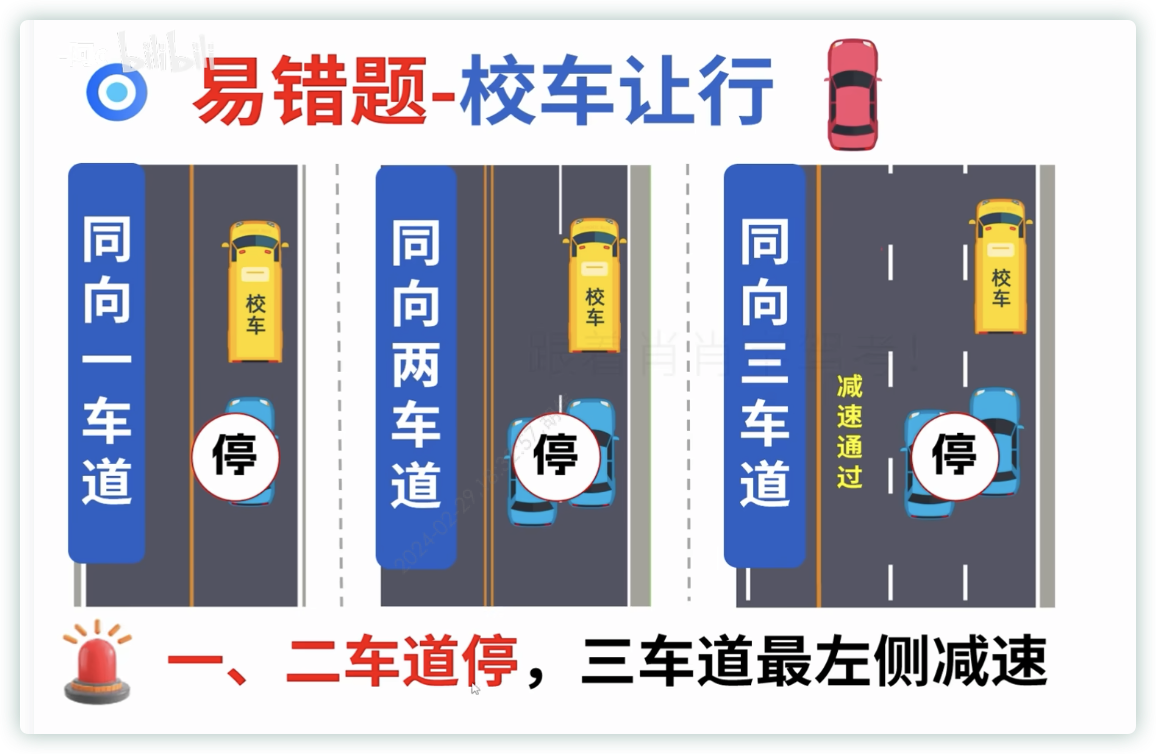 bilibili
易错题-校车让行
同向一车道
校车
停
同向两车道
校车
停
同向三车道
减速通过
校车
停
一、二车道停，三车道最左侧减速